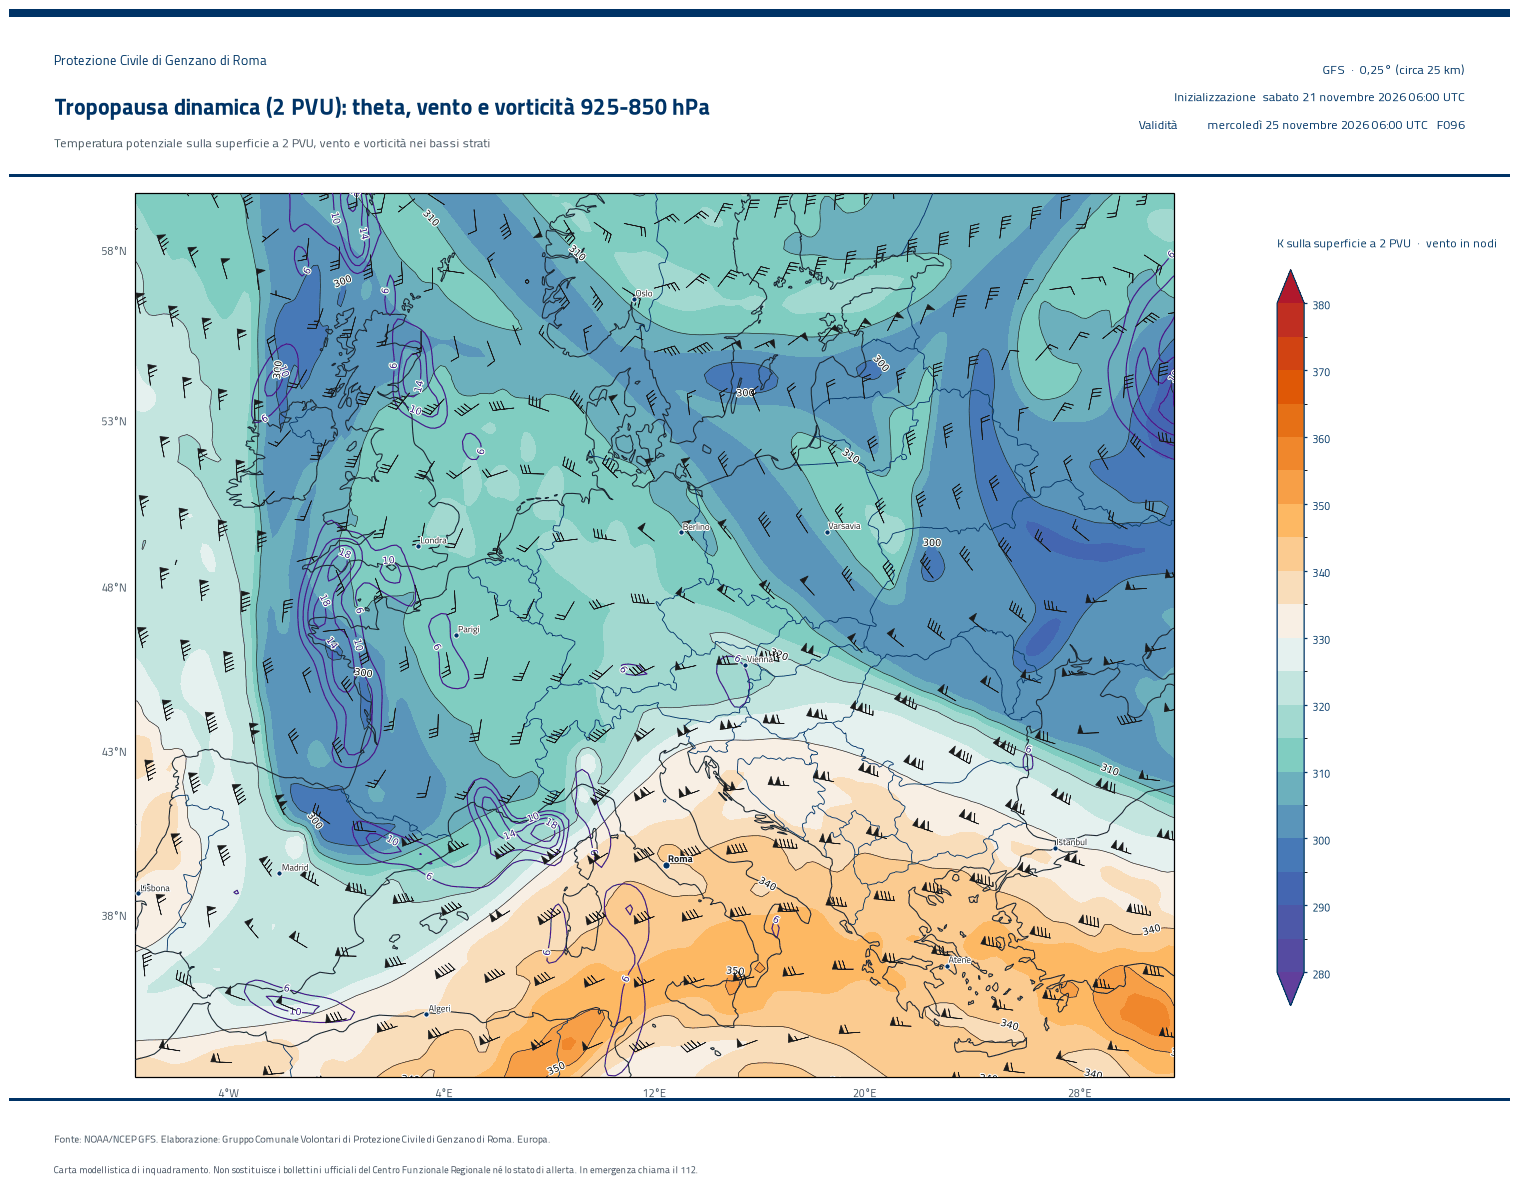 Protezione Civile di Genzano di Roma
Tropopausa dinamica (2 PVU): theta, vento e vorticità 925-850 hPa
Temperatura potenziale sulla superficie a 2 PVU, vento e vorticità nei bassi strati
GFS · 0,25° (circa 25 km)
Inizializzazione sabato 21 novembre 2026 06:00 UTC
Validità mercoledì 25 novembre 2026 06:00 UTC F096
K sulla superficie a 2 PVU · vento in nodi
380
370
360
350
340
330
320
310
300
290
280
58°N
53°N
48°N
43°N
38°N
4°W
4°E
12°E
20°E
28°E
Oslo
Londra
Berlino
Varsavia
Parigi
Vienna
Madrid
Lisbona
Roma
Istanbul
Atene
Algeri
Fonte: NOAA/NCEP GFS. Elaborazione: Gruppo Comunale Volontari di Protezione Civile di Genzano di Roma. Europa.
Carta modellistica di inquadramento. Non sostituisce i bollettini ufficiali del Centro Funzionale Regionale né lo stato di allerta. In emergenza chiama il 112.